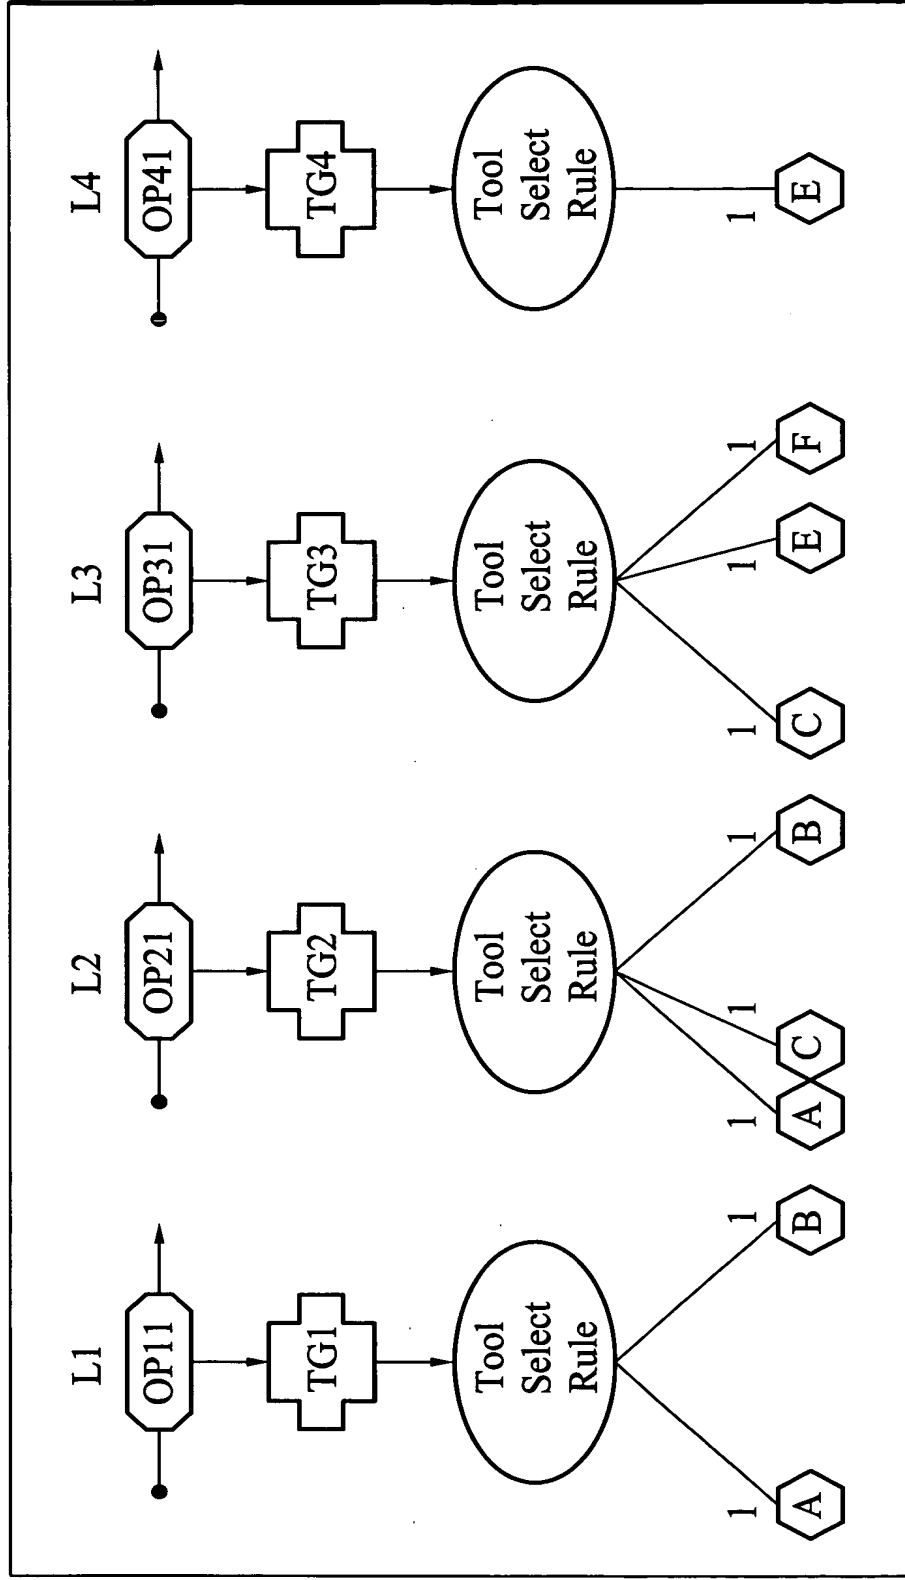 L1
OP11
TG1
Tool
Select
Rule
1
1
A
B
L2
OP21
TG2
Tool
Select
Rule
1
1
1
A
C
B
L3
OP31
TG3
Tool
Select
Rule
1
1
1
C
E
F
L4
OP41
TG4
Tool
Select
Rule
1
E